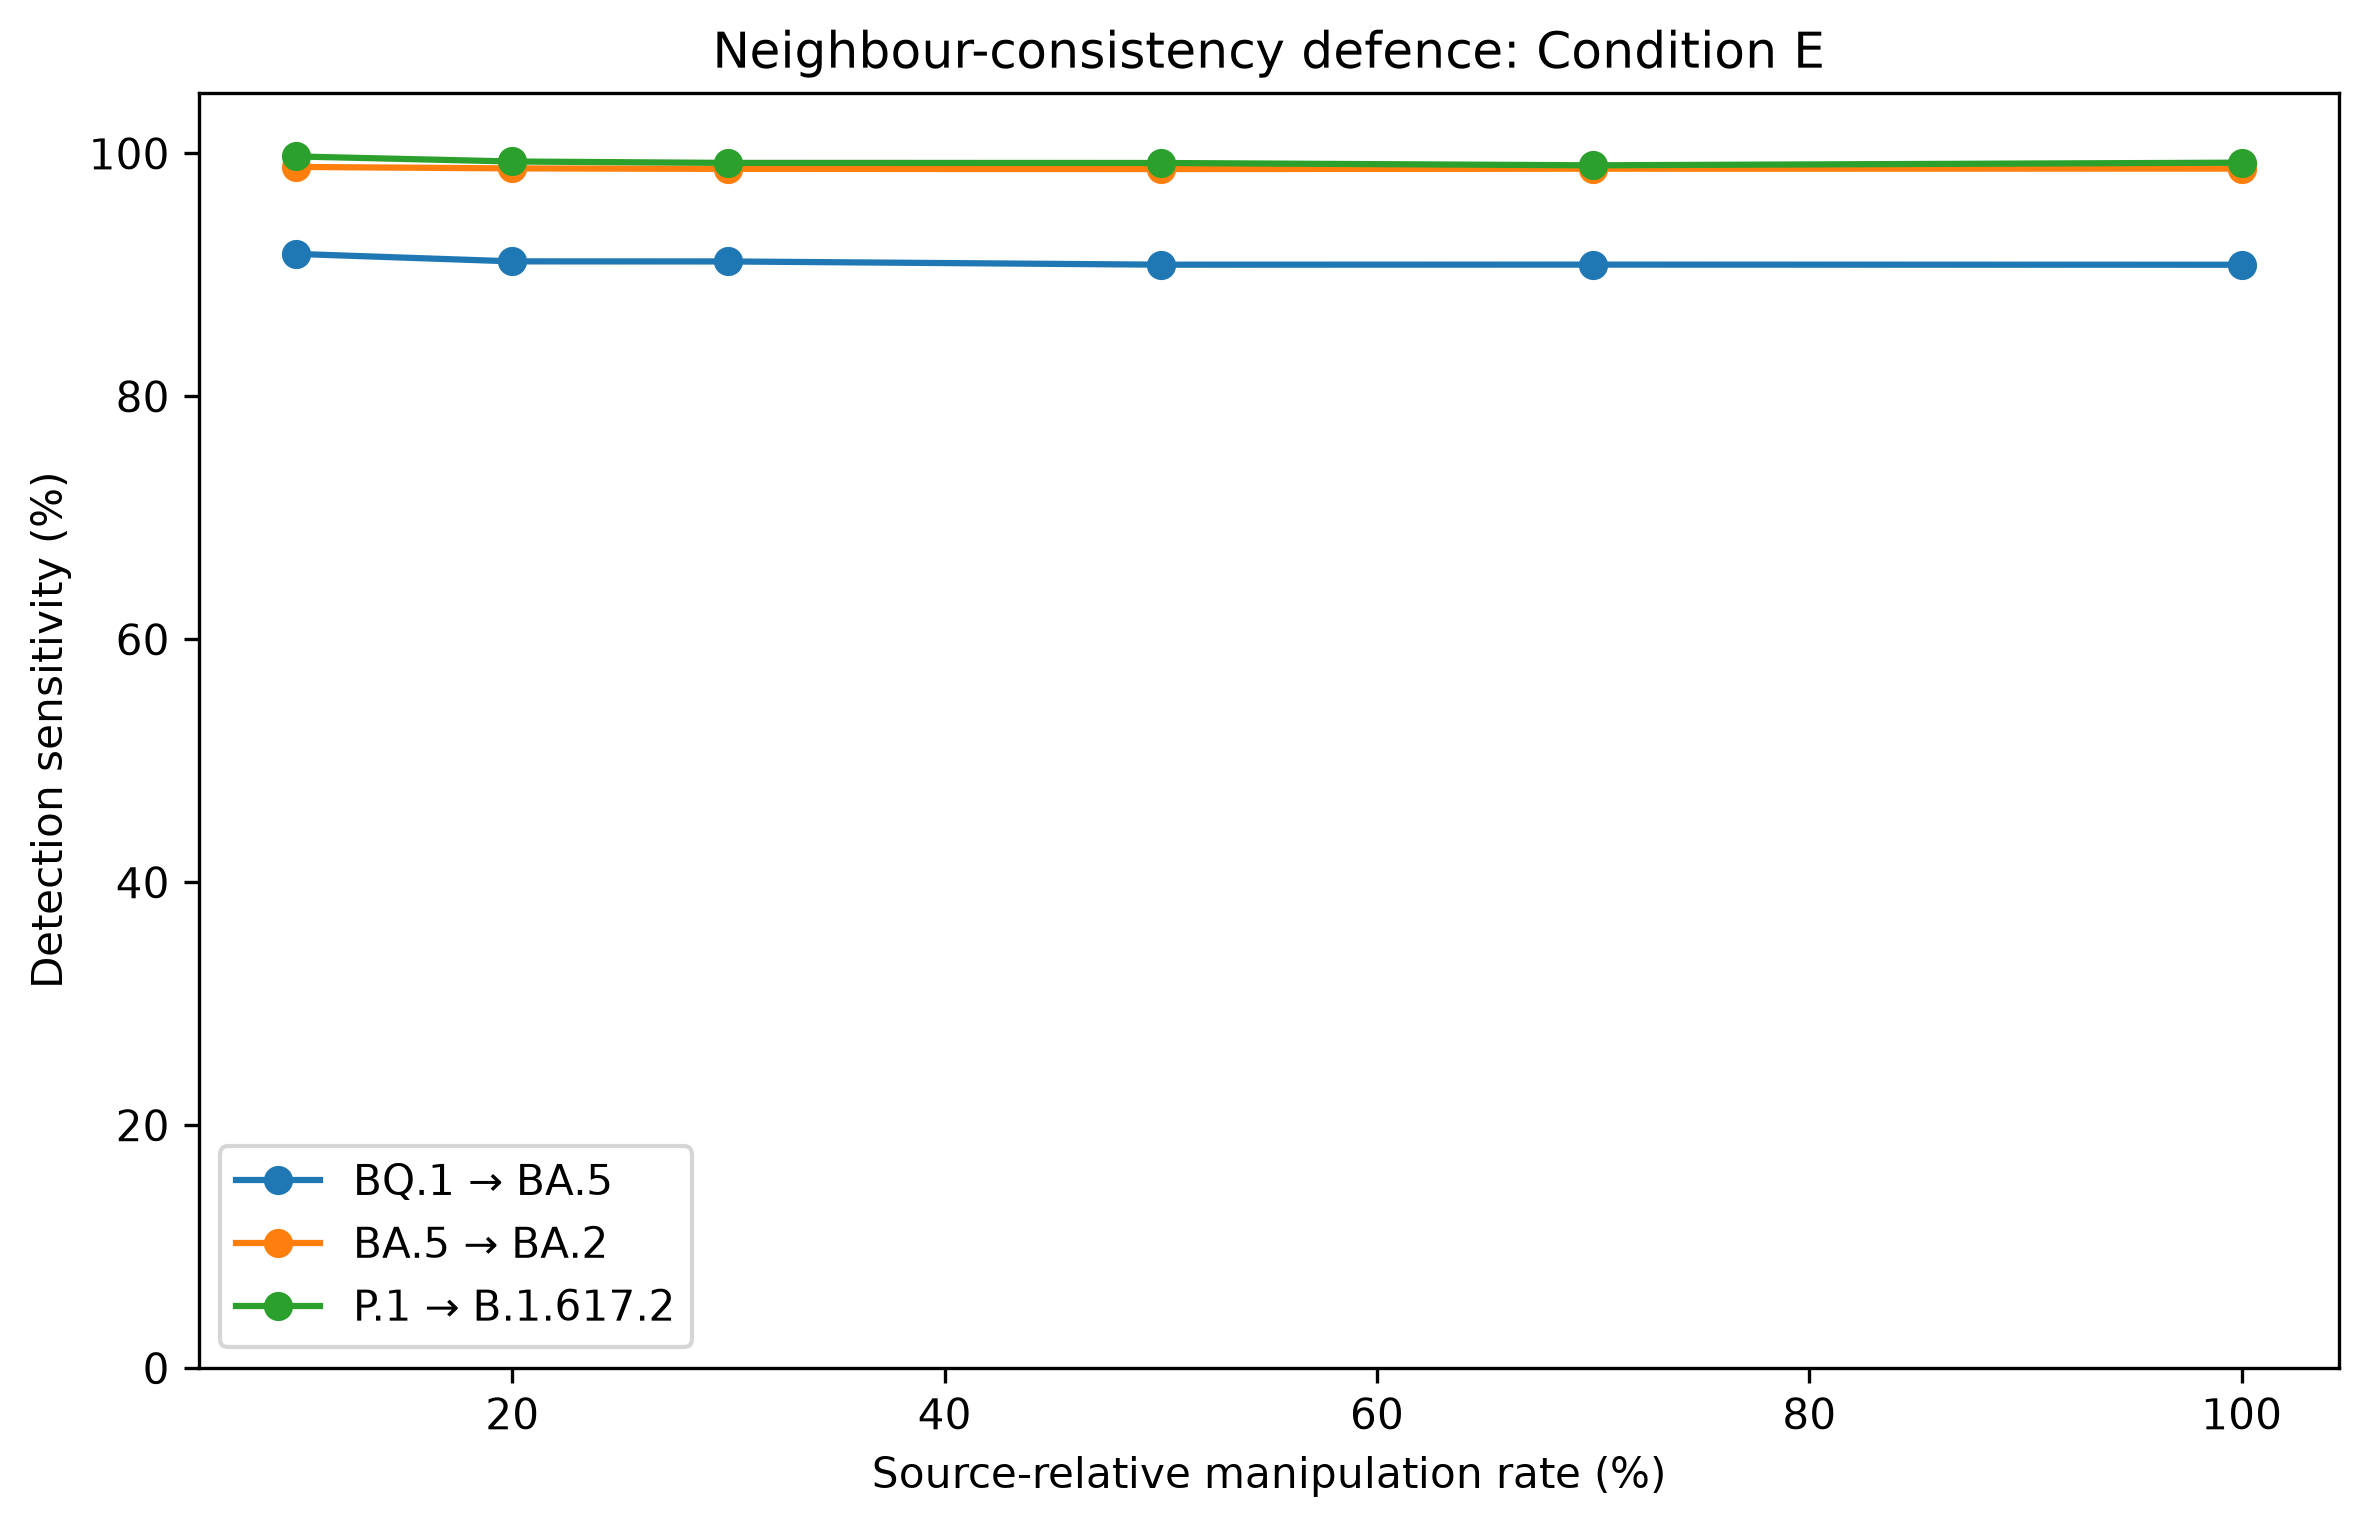 Neighbour-consistency defence: Condition E
Detection sensitivity (%)
100
80
60
40
20
0
BQ.1 → BA.5
BA.5 → BA.2
P.1 → B.1.617.2
20 40 60 80 100
Source-relative manipulation rate (%)